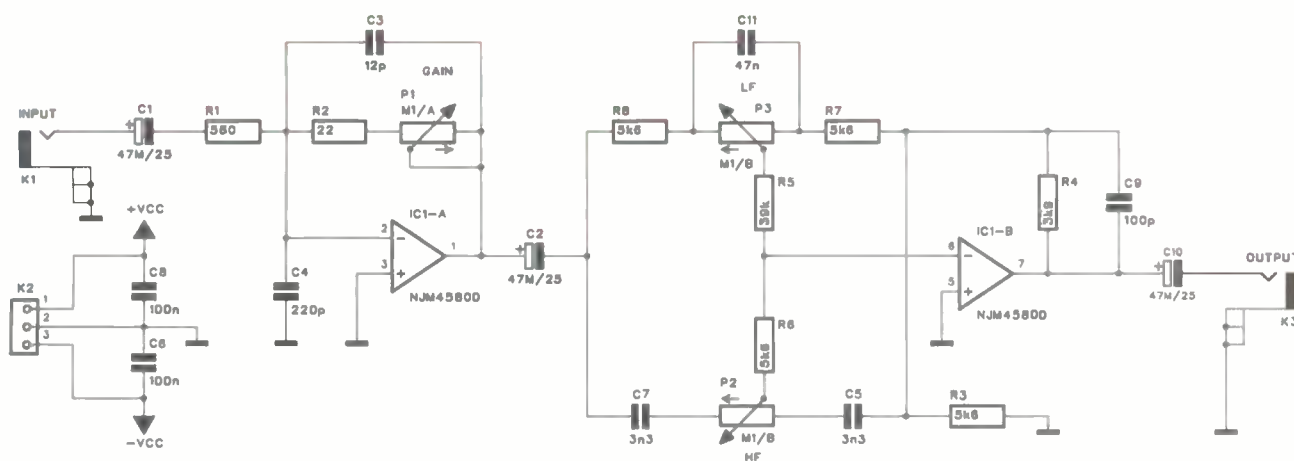 C3
12p
GAIN
P1
M1/A
INPUT
C1
+
47M/25
R1
560
R2
22
K1
IC1-A
2
3
1
NJM4580D
C4
220p
C2
+
47M/25
+VCC
C8
100n
K2
1
2
3
C6
100n
-VCC
C11
47n
LF
P3
R8
5k6
M1/B
R7
5k6
R5
39k
R4
3k9
C9
100p
IC1-B
6
5
7
NJM4580D
C10
+
47M/25
OUTPUT
K3
R6
5k6
C7
3n3
P2
M1/B
HF
C5
3n3
R3
5k6